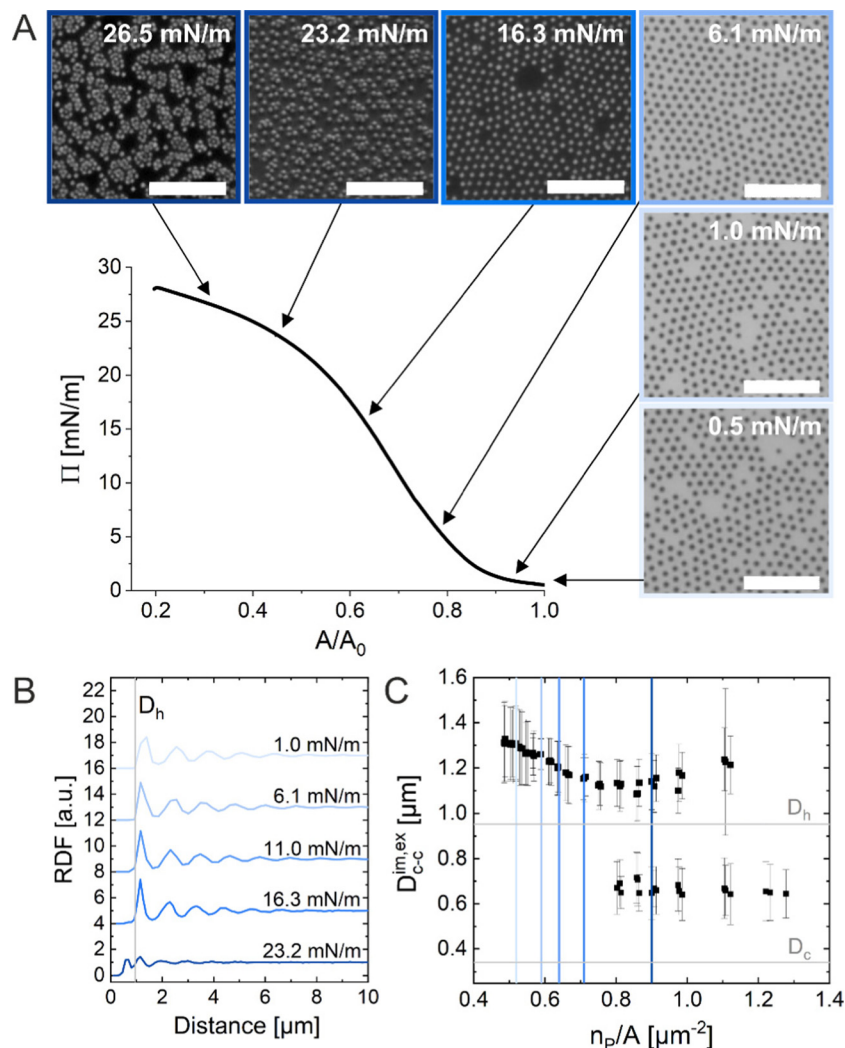 A
26.5 mN/m
23.2 mN/m
16.3 mN/m
6.1 mN/m
1.0 mN/m
0.5 mN/m
30
25
20
15
10
5
0
Π [mN/m]
0.2 0.4 0.6 0.8 1.0
A/A0
B
22
20
18
16
14
12
10
8
6
4
2
0
RDF [a.u.]
Dh
1.0 mN/m
6.1 mN/m
11.0 mN/m
16.3 mN/m
23.2 mN/m
0 2 4 6 8 10
Distance [µm]
C
1.6
1.4
1.2
1.0
0.8
0.6
0.4
D c-c im,ex [µm]
Dh
Dc
0.4 0.6 0.8 1.0 1.2 1.4
nP/A [µm-2]